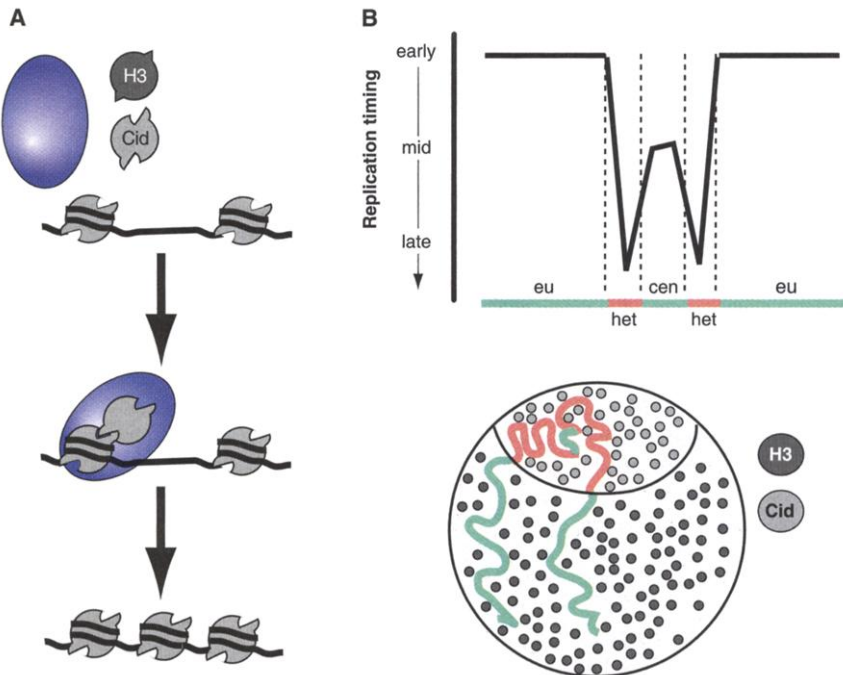 A
H3
Cid
B
Replication timing
early
mid
late
eu
cen
eu
het
het
H3
Cid